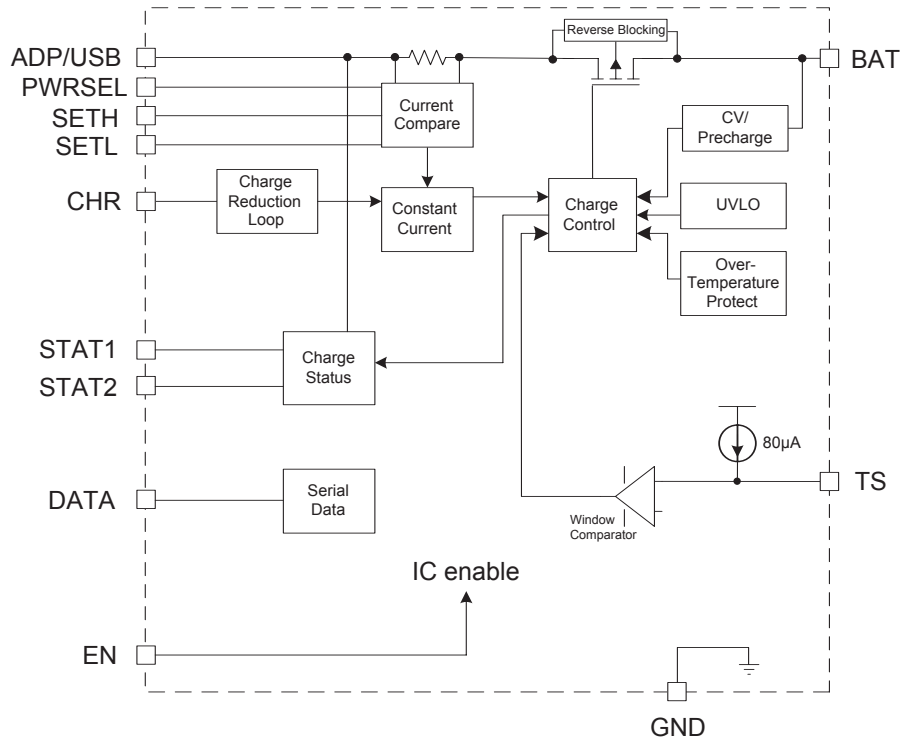 Reverse Blocking
ADP/USB
BAT
PWRSEL
SETH
SETL
Current
Compare
CV/
Precharge
CHR
Charge
Reduction
Loop
Constant
Current
Charge
Control
UVLO
Over-
Temperature
Protect
STAT1
STAT2
Charge
Status
80µA
TS
DATA
Serial
Data
Window
Comparator
IC enable
EN
GND